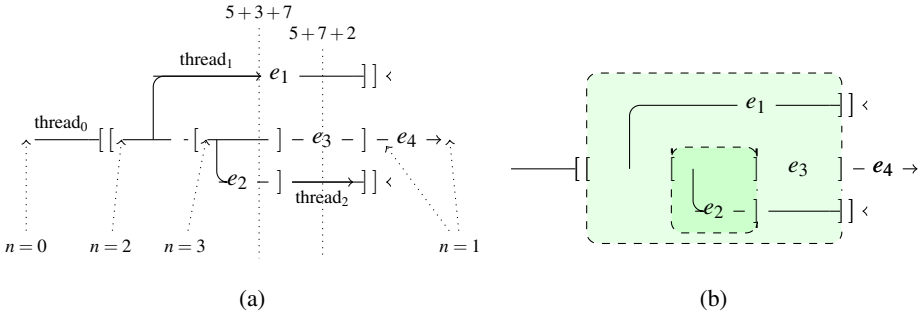 5+3+7
5+7+2
thread₁
e₁ ]] ‹
thread₀
[[ - [ ] - e₃ - ] - e₄ →
e₂ - ] ]] ‹
thread₂
n=0 n=2 n=3 n=1
(a)
e₁ ]] ‹
[[ [ ] e₃ ] - e₄ →
e₂ - ] ]] ‹
(b)